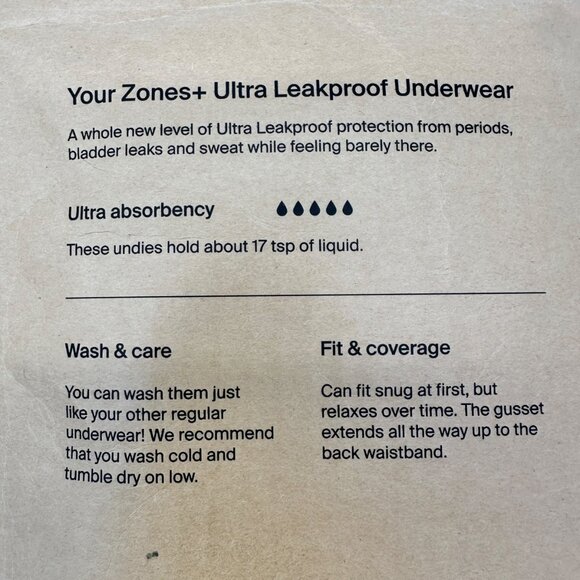 Your Zones+ Ultra Leakproof Underwear
A whole new level of Ultra Leakproof protection from periods,
bladder leaks and sweat while feeling barely there.
Ultra absorbency
These undies hold about 17 tsp of liquid.
Wash & care
You can wash them just
like your other regular
underwear! We recommend
that you wash cold and
tumble dry on low.
Fit & coverage
Can fit snug at first, but
relaxes over time. The gusset
extends all the way up to the
back waistband.